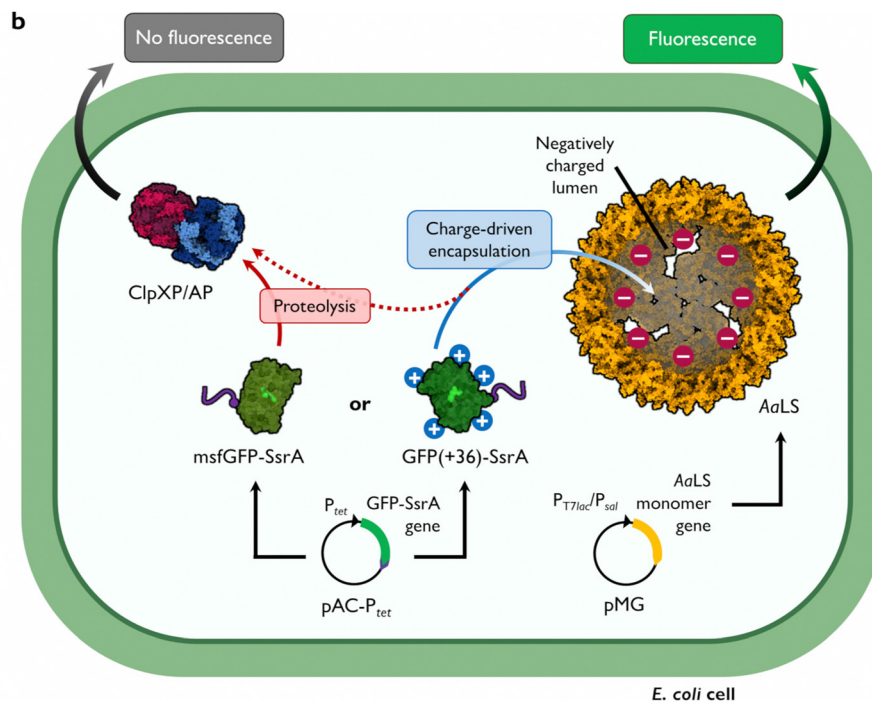 b
No fluorescence
Fluorescence
Negatively
charged
lumen
Charge-driven
encapsulation
ClpXP/AP
Proteolysis
or
AaLS
msfGFP-SsrA
GFP(+36)-SsrA
Ptet
GFP-SsrA
gene
PT7lac/Psal
AaLS
monomer
gene
pAC-Ptet
pMG
E. coli cell